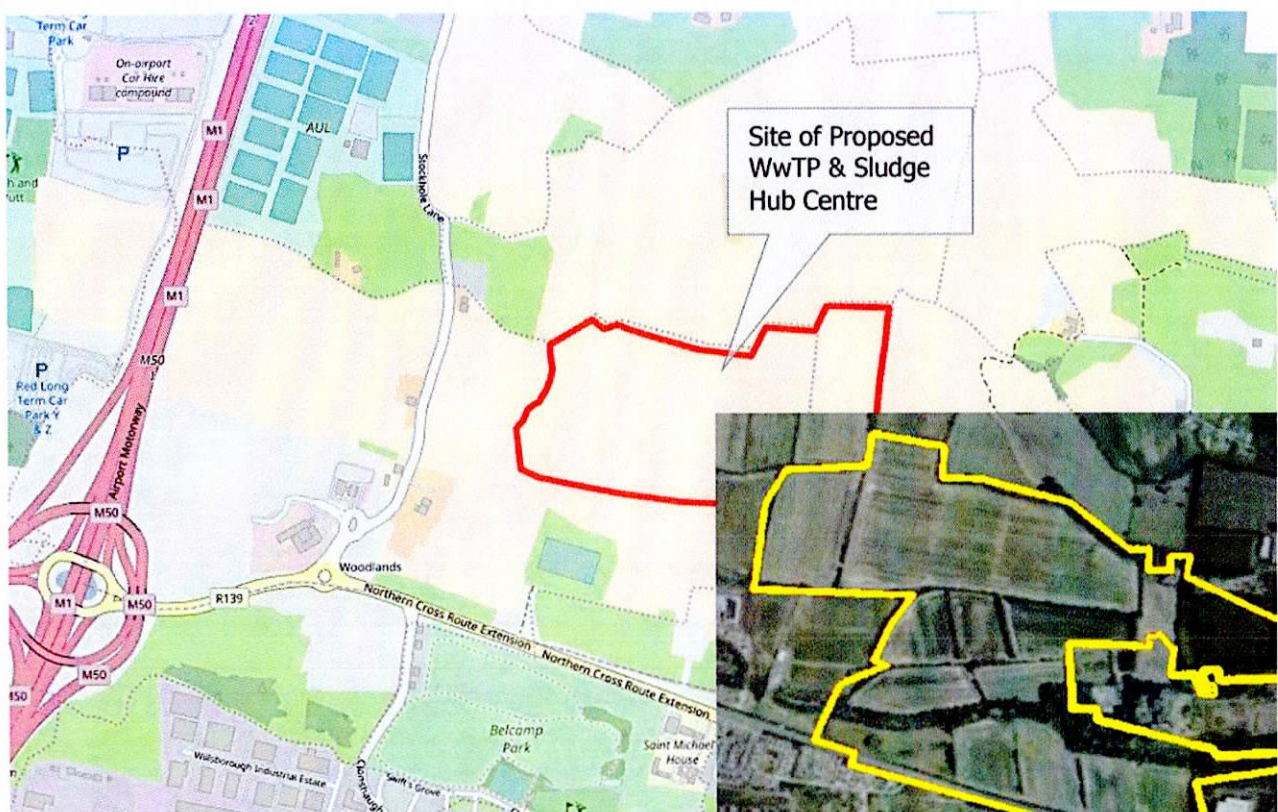 Term Car
Park
On-airport
Car Hire
compound
P
M1
AUL
M1
M1
Stockhole Lane
Site of Proposed
WwTP & Sludge
Hub Centre
M50
P
Red Long
Term Car
Park Y
& Z
Airport Motorway
M50
Woodlands
M1
M50
R139
Northern Cross Route Extension
Northern Cross Route Extension
M50
Belcamp
Park
Saint Michael
House
Willsborough Industrial Estate
Swift's Grove